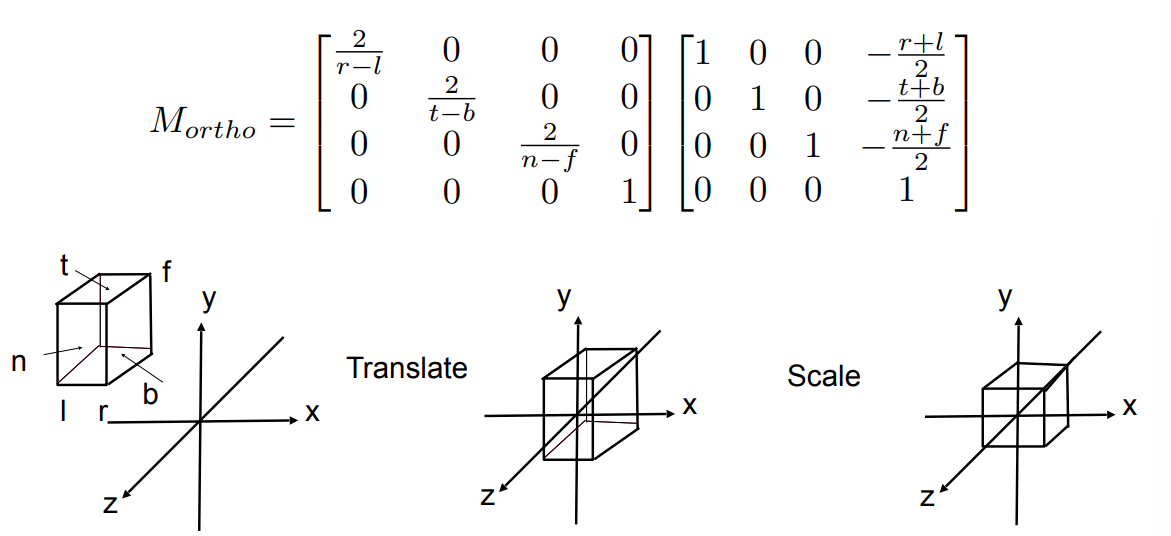 M_{ortho} = \begin{bmatrix} \frac{2}{r-l} & 0 & 0 & 0 \\ 0 & \frac{2}{t-b} & 0 & 0 \\ 0 & 0 & \frac{2}{n-f} & 0 \\ 0 & 0 & 0 & 1 \end{bmatrix} \begin{bmatrix} 1 & 0 & 0 & -\frac{r+l}{2} \\ 0 & 1 & 0 & -\frac{t+b}{2} \\ 0 & 0 & 1 & -\frac{n+f}{2} \\ 0 & 0 & 0 & 1 \end{bmatrix}
t
f
n
l
r
b
y
x
z
Translate
y
x
z
Scale
y
x
z